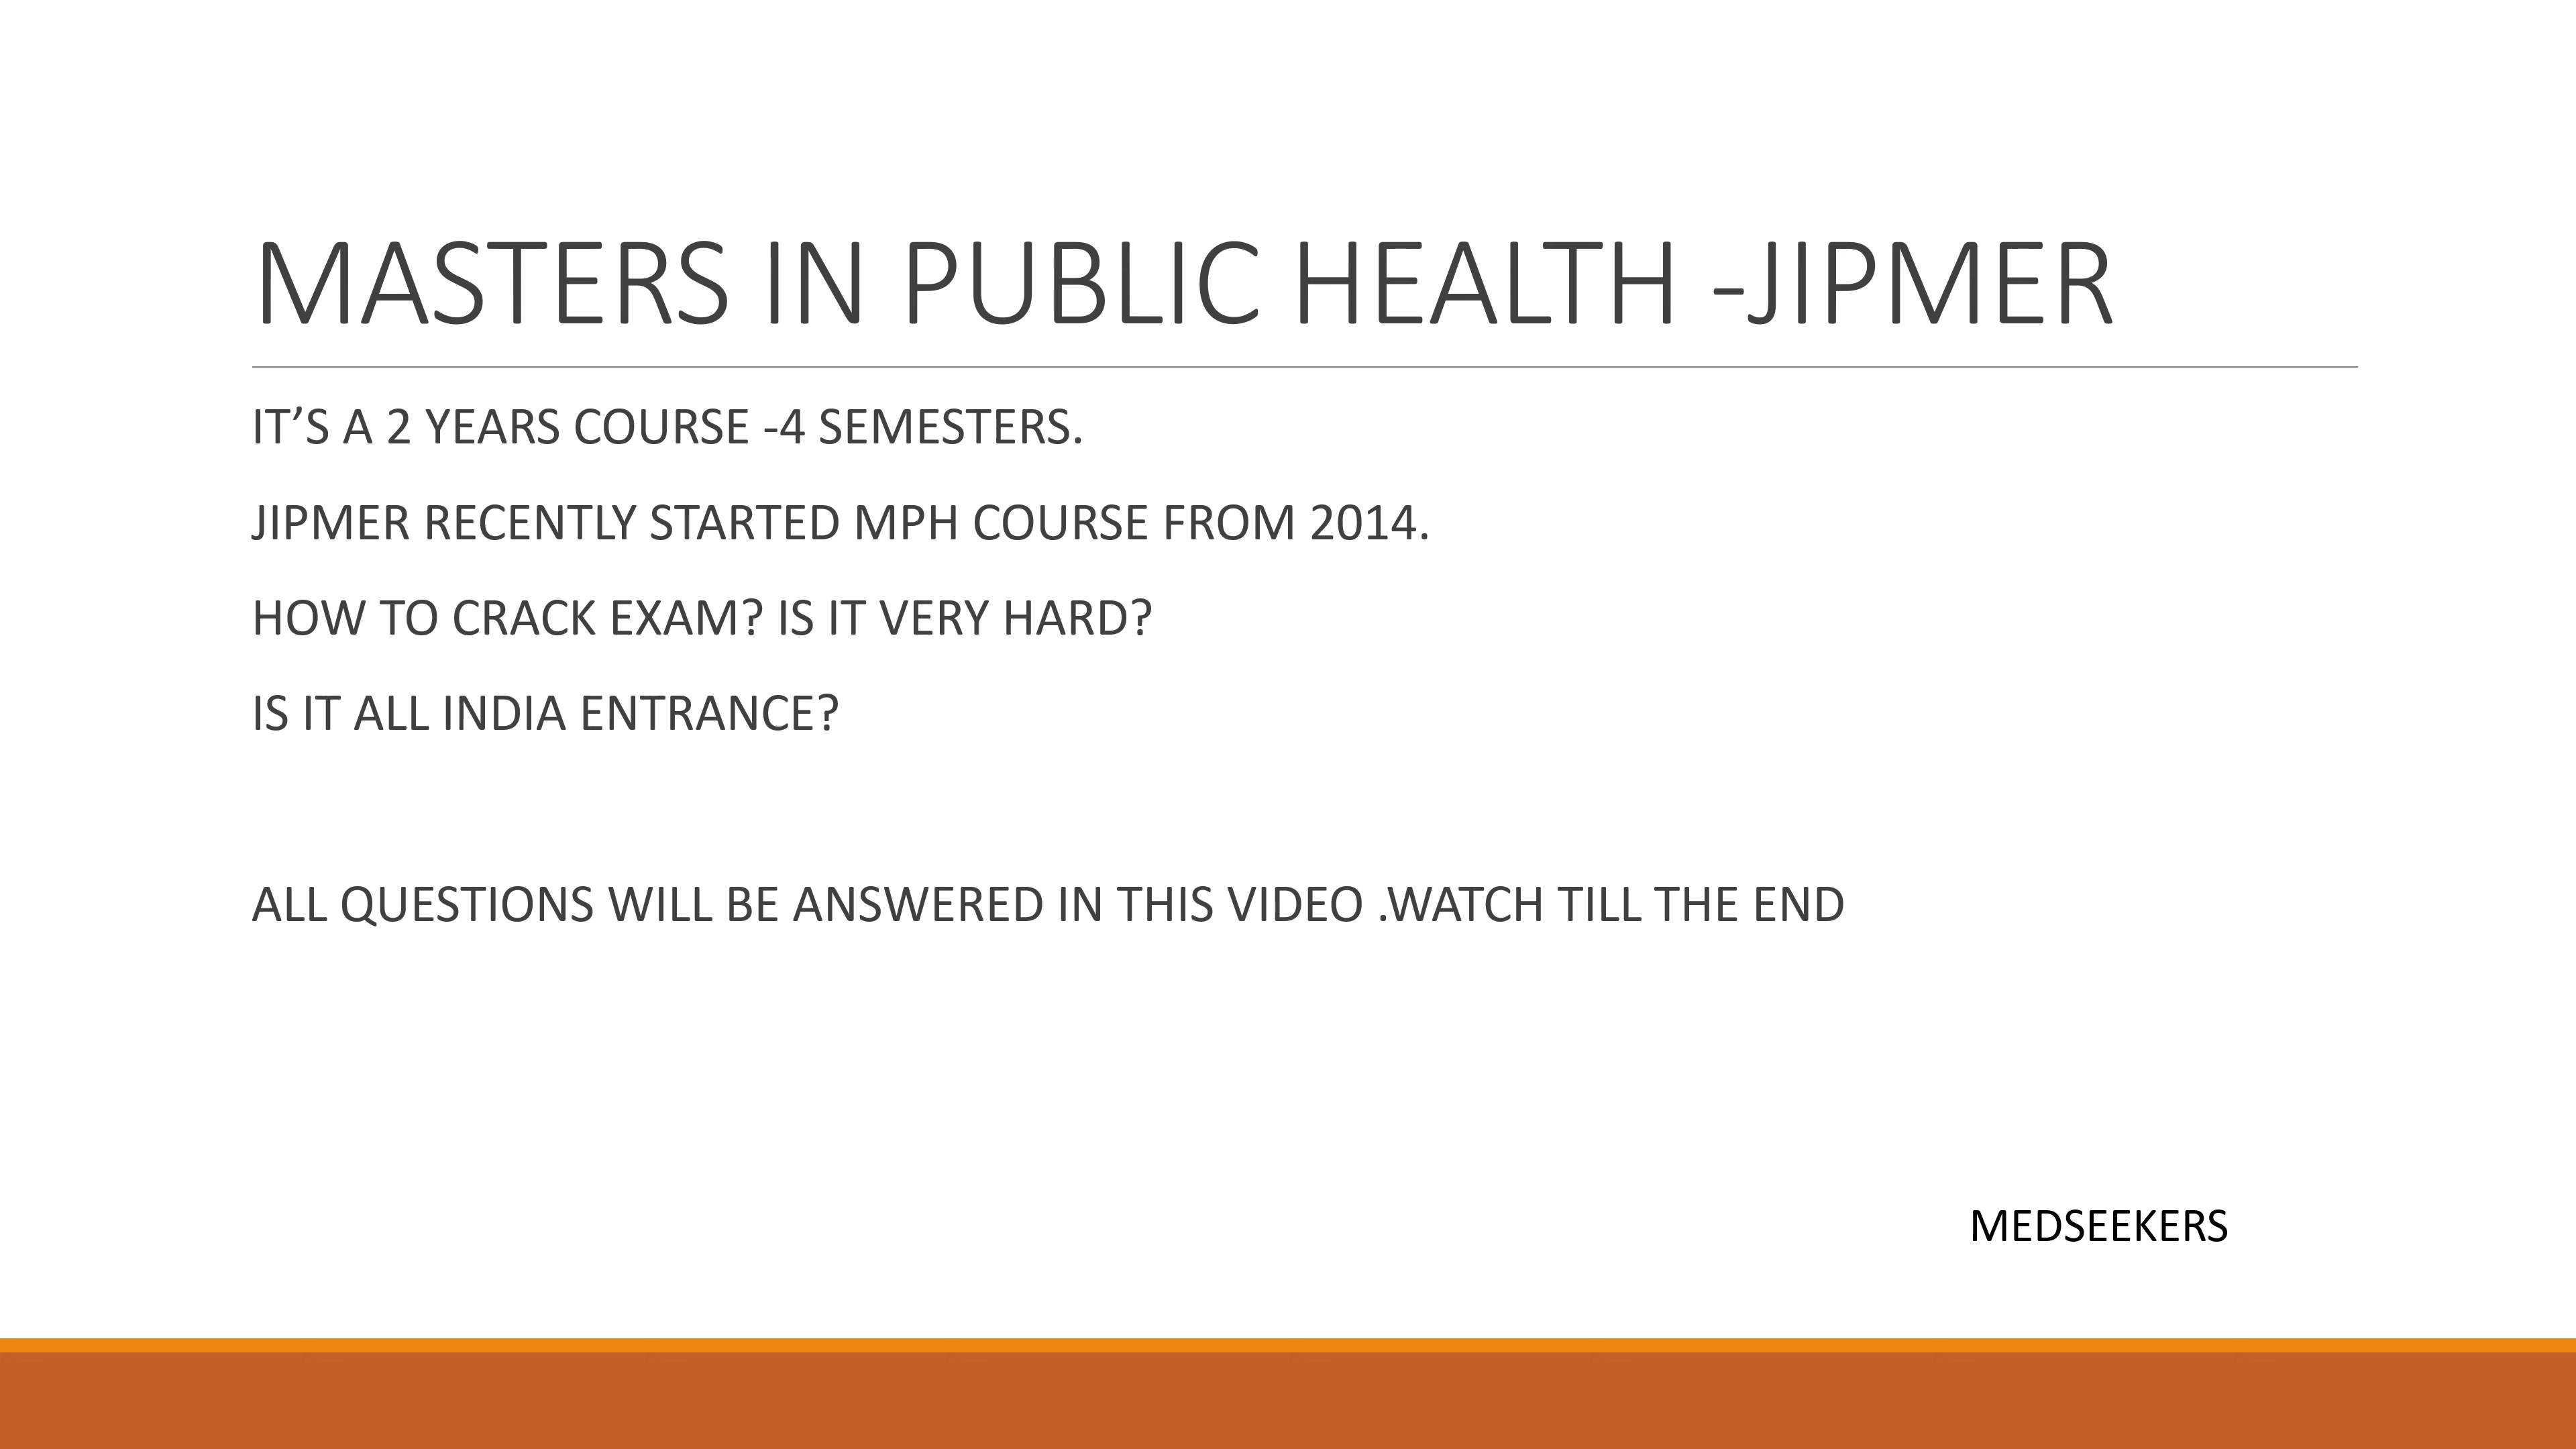 MASTERS IN PUBLIC HEALTH -JIPMER
IT’S A 2 YEARS COURSE -4 SEMESTERS.
JIPMER RECENTLY STARTED MPH COURSE FROM 2014.
HOW TO CRACK EXAM? IS IT VERY HARD?
IS IT ALL INDIA ENTRANCE?
ALL QUESTIONS WILL BE ANSWERED IN THIS VIDEO .WATCH TILL THE END
MEDSEEKERS